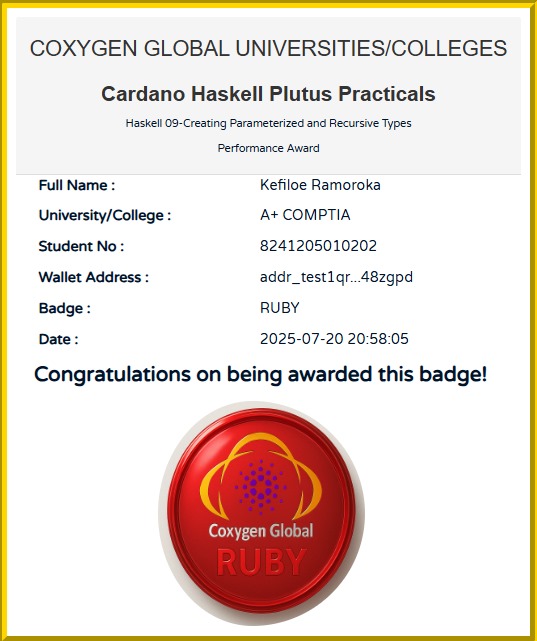 COXYGEN GLOBAL UNIVERSITIES/COLLEGES
Cardano Haskell Plutus Practicals
Haskell 09-Creating Parameterized and Recursive Types
Performance Award
Full Name : Kefiloe Ramoroka
University/College : A+ COMPTIA
Student No : 8241205010202
Wallet Address : addr_test1qr...48zgpd
Badge : RUBY
Date : 2025-07-20 20:58:05
Congratulations on being awarded this badge!
Coxygen Global
RUBY